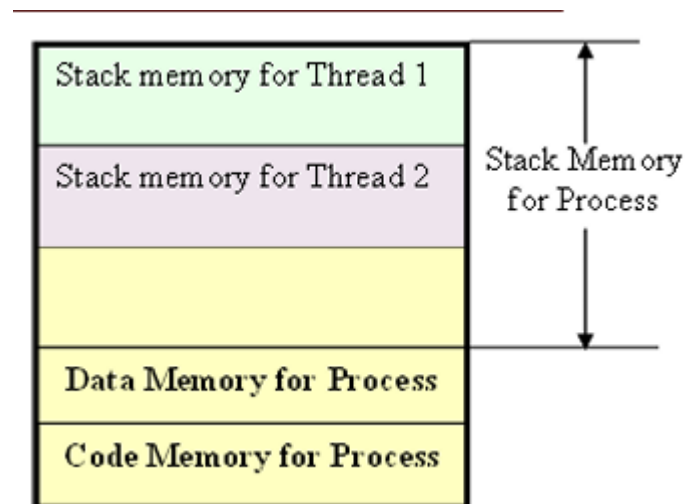 Stack memory for Thread 1
Stack memory for Thread 2
Stack Memory
for Process
Data Memory for Process
Code Memory for Process